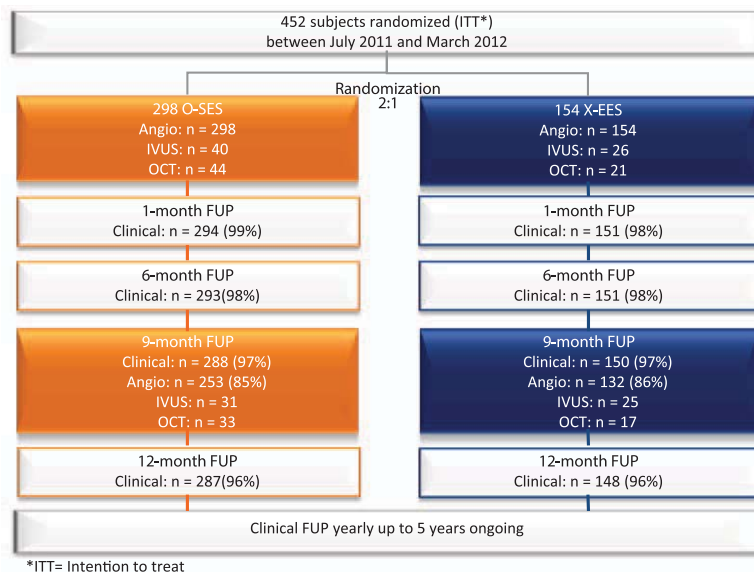 452 subjects randomized (ITT*)
between July 2011 and March 2012
Randomization
2:1
298 O-SES
Angio: n = 298
IVUS: n = 40
OCT: n = 44
1-month FUP
Clinical: n = 294 (99%)
6-month FUP
Clinical: n = 293(98%)
9-month FUP
Clinical: n = 288 (97%)
Angio: n = 253 (85%)
IVUS: n = 31
OCT: n = 33
12-month FUP
Clinical: n = 287(96%)
154 X-EES
Angio: n = 154
IVUS: n = 26
OCT: n = 21
1-month FUP
Clinical: n = 151 (98%)
6-month FUP
Clinical: n = 151 (98%)
9-month FUP
Clinical: n = 150 (97%)
Angio: n = 132 (86%)
IVUS: n = 25
OCT: n = 17
12-month FUP
Clinical: n = 148 (96%)
Clinical FUP yearly up to 5 years ongoing
*ITT= Intention to treat